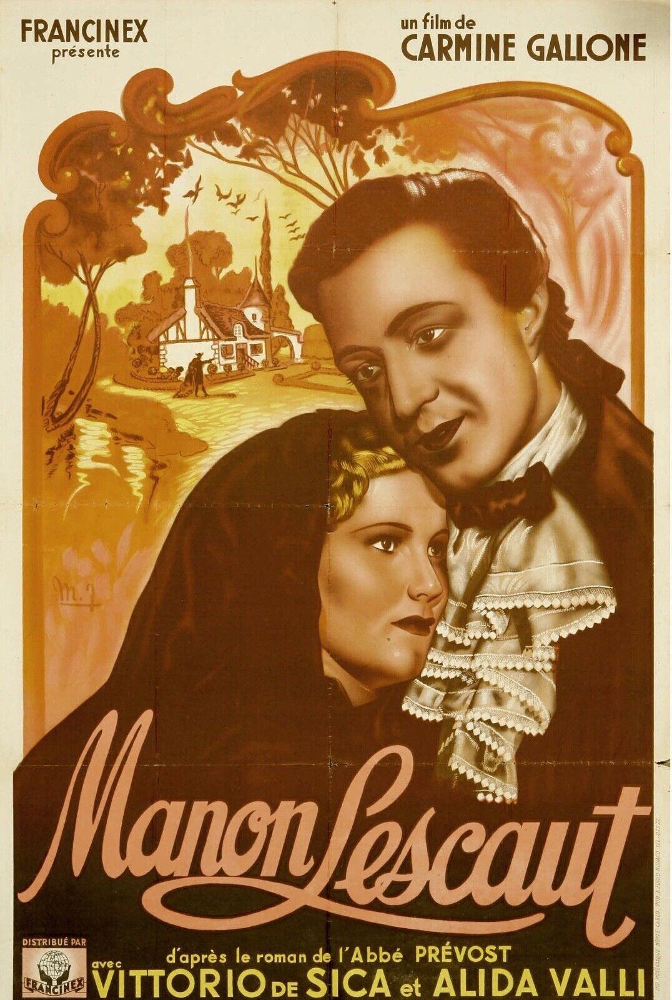 FRANCINEX
présente
un film de
CARMINE GALLONE
M.J
Manon Lescaut
DISTRIBUÉ PAR
FRANCINEX
d'après le roman de l'Abbé PRÉVOST
avec
VITTORIO DE SICA et ALIDA VALLI
IMP. MONÉGASQUE MONTE-CARLO. PUB. A. JORIO MONACO TEL: 025.22